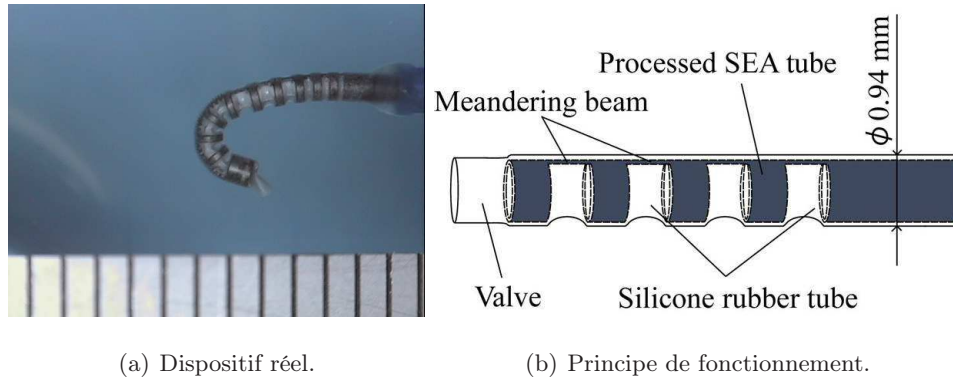 Processed SEA tube
Meandering beam
ϕ 0.94 mm
Valve
Silicone rubber tube
(a) Dispositif réel.
(b) Principe de fonctionnement.